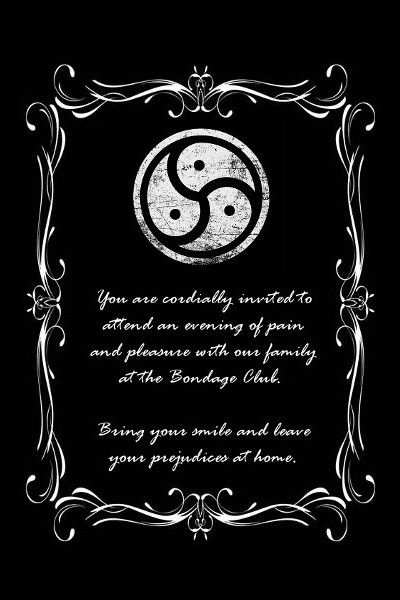 You are cordially invited to
attend an evening of pain
and pleasure with our family
at the Bondage Club.
Bring your smile and leave
your prejudices at home.